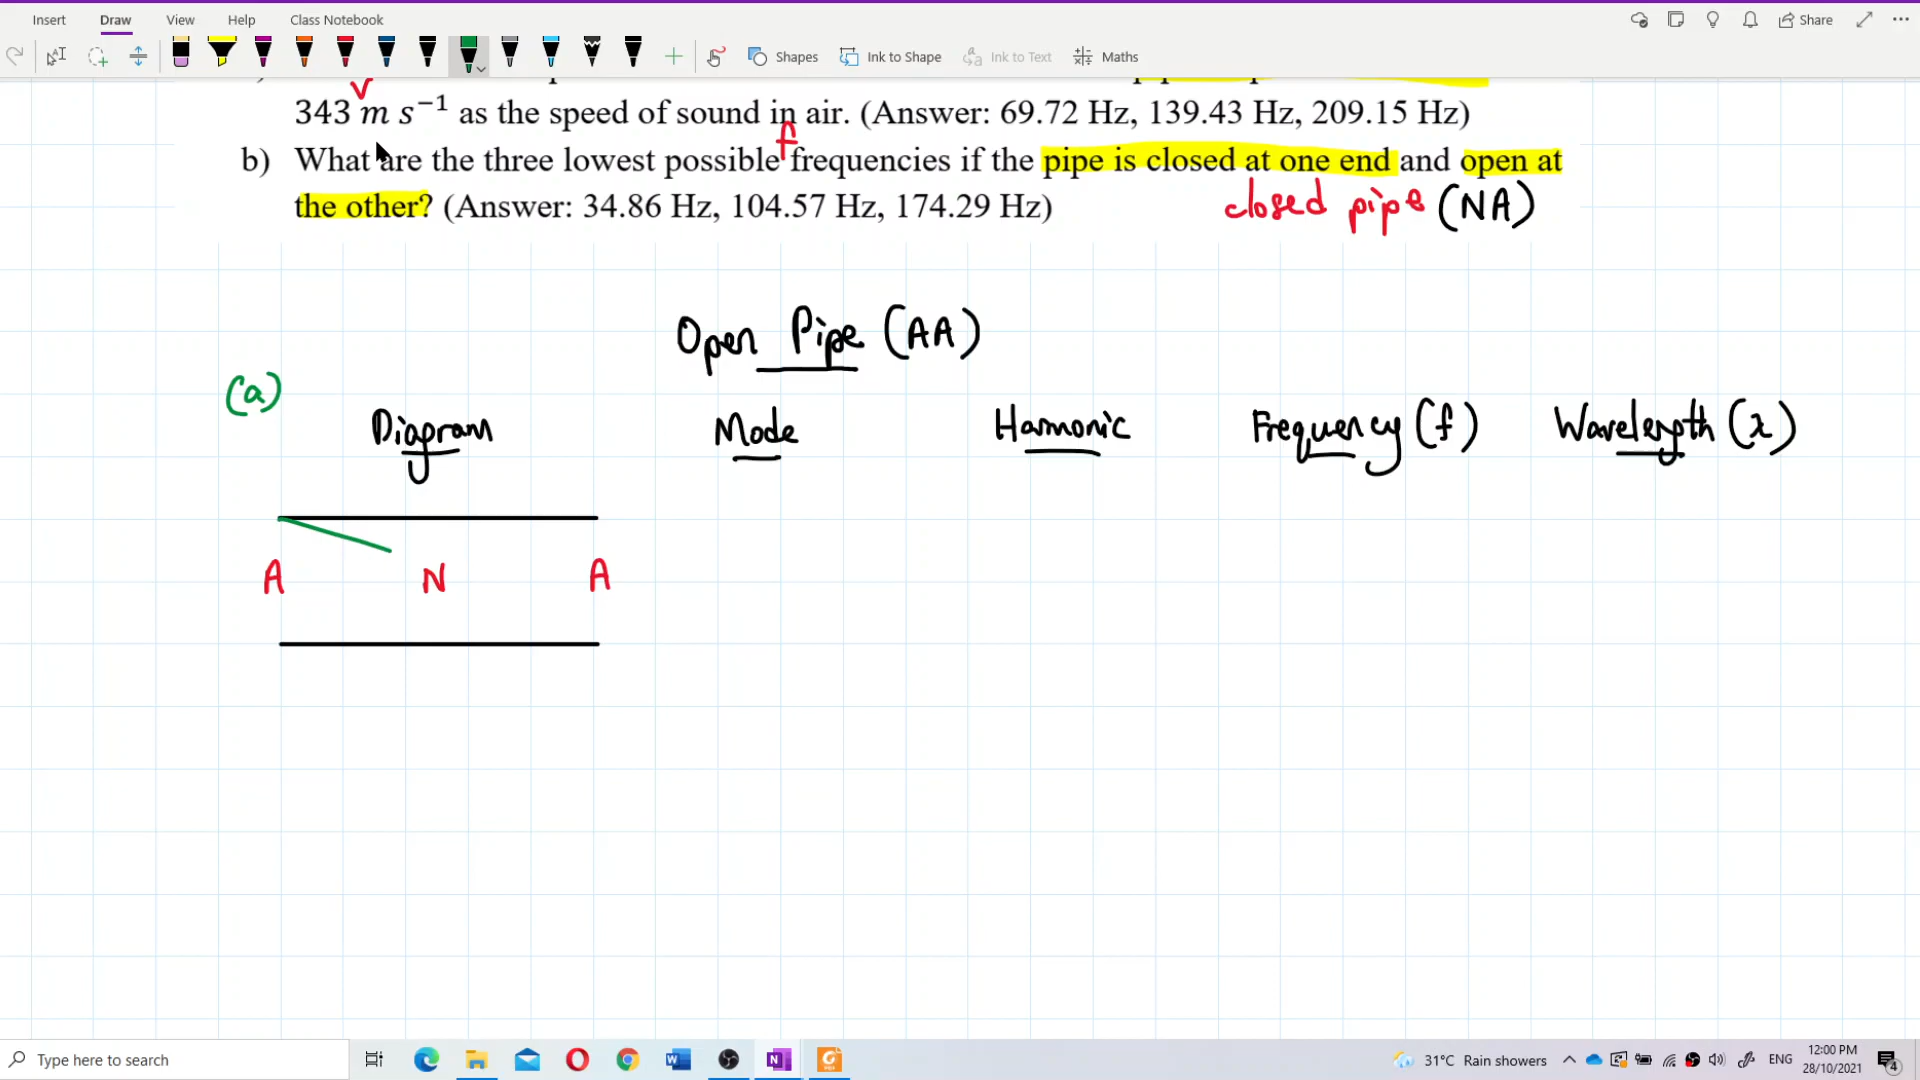 Insert Draw View Help Class Notebook Share
Shapes Ink to Shape Ink to Text Maths
v
343 m s⁻¹ as the speed of sound in air. (Answer: 69.72 Hz, 139.43 Hz, 209.15 Hz)
f
b) What are the three lowest possible frequencies if the pipe is closed at one end and open at
the other? (Answer: 34.86 Hz, 104.57 Hz, 174.29 Hz)
closed pipe (NA)
Open Pipe (AA)
(a)
Diagram Mode Harmonic Frequency (f) Wavelength (λ)
A N A
Type here to search
31°C Rain showers ENG
12:00 PM
28/10/2021
4